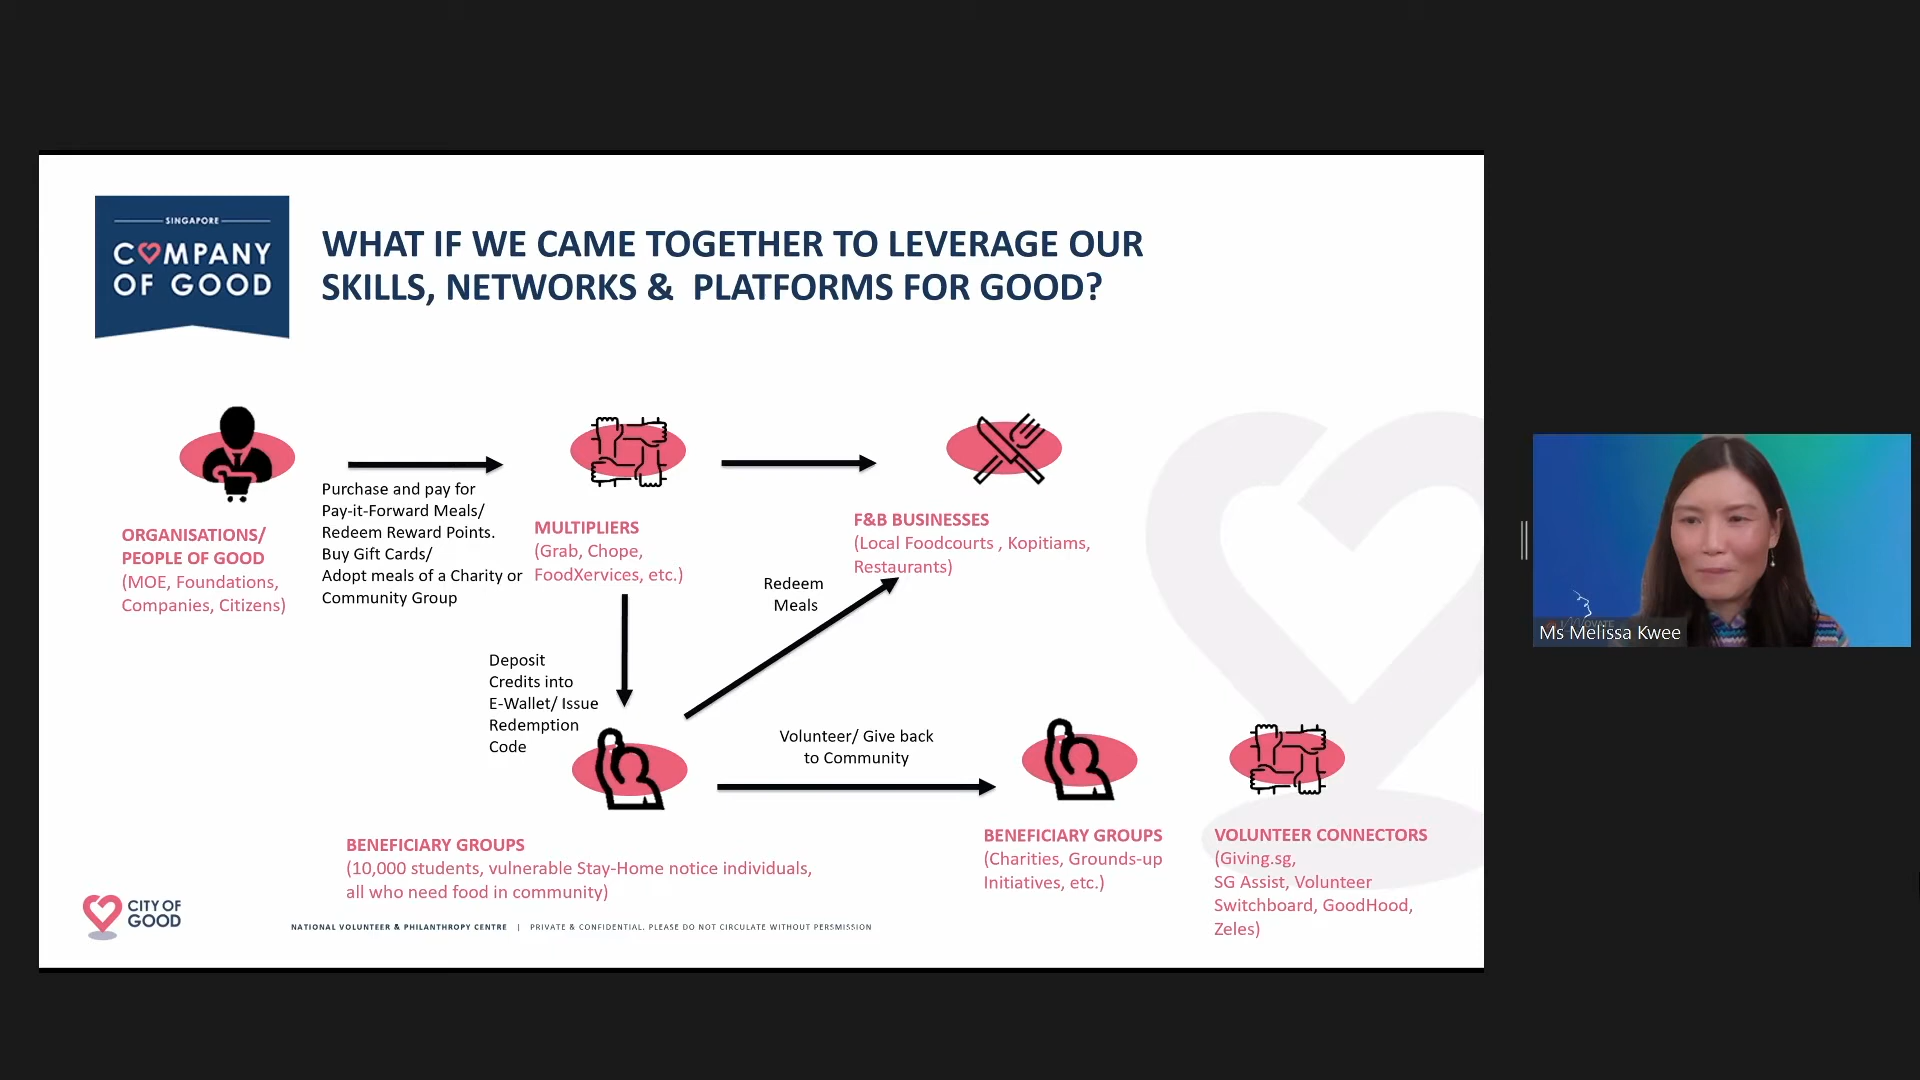 SINGAPORE
COMPANY
OF GOOD
WHAT IF WE CAME TOGETHER TO LEVERAGE OUR
SKILLS, NETWORKS & PLATFORMS FOR GOOD?
ORGANISATIONS/
PEOPLE OF GOOD
(MOE, Foundations,
Companies, Citizens)
Purchase and pay for
Pay-it-Forward Meals/
Redeem Reward Points.
Buy Gift Cards/
Adopt meals of a Charity or
Community Group
MULTIPLIERS
(Grab, Chope,
FoodXervices, etc.)
F&B BUSINESSES
(Local Foodcourts , Kopitiams,
Restaurants)
Redeem
Meals
Deposit
Credits into
E-Wallet/ Issue
Redemption
Code
Volunteer/ Give back
to Community
BENEFICIARY GROUPS
(10,000 students, vulnerable Stay-Home notice individuals,
all who need food in community)
BENEFICIARY GROUPS
(Charities, Grounds-up
Initiatives, etc.)
VOLUNTEER CONNECTORS
(Giving.sg,
SG Assist, Volunteer
Switchboard, GoodHood,
Zeles)
CITY OF
GOOD
NATIONAL VOLUNTEER & PHILANTHROPY CENTRE | PRIVATE & CONFIDENTIAL. PLEASE DO NOT CIRCULATE WITHOUT PERSMISSION
Ms Melissa Kwee